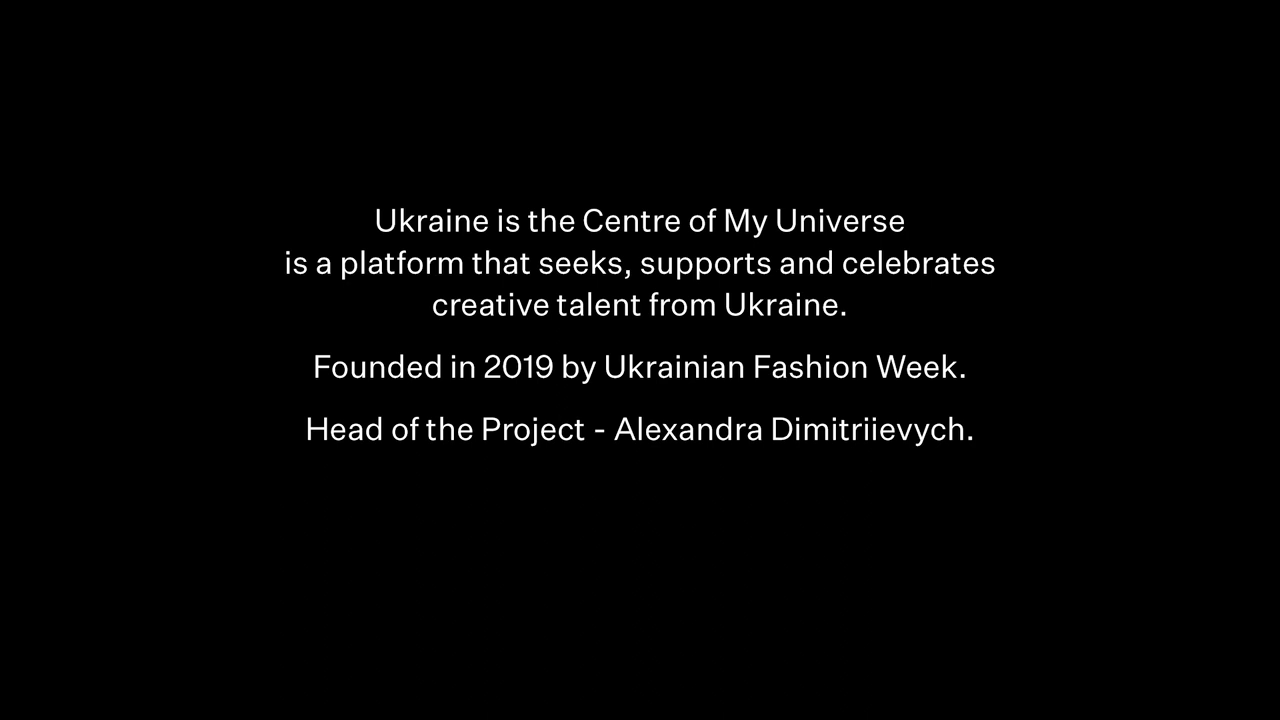 Ukraine is the Centre of My Universe
is a platform that seeks, supports and celebrates
creative talent from Ukraine.
Founded in 2019 by Ukrainian Fashion Week.
Head of the Project - Alexandra Dimitriievych.